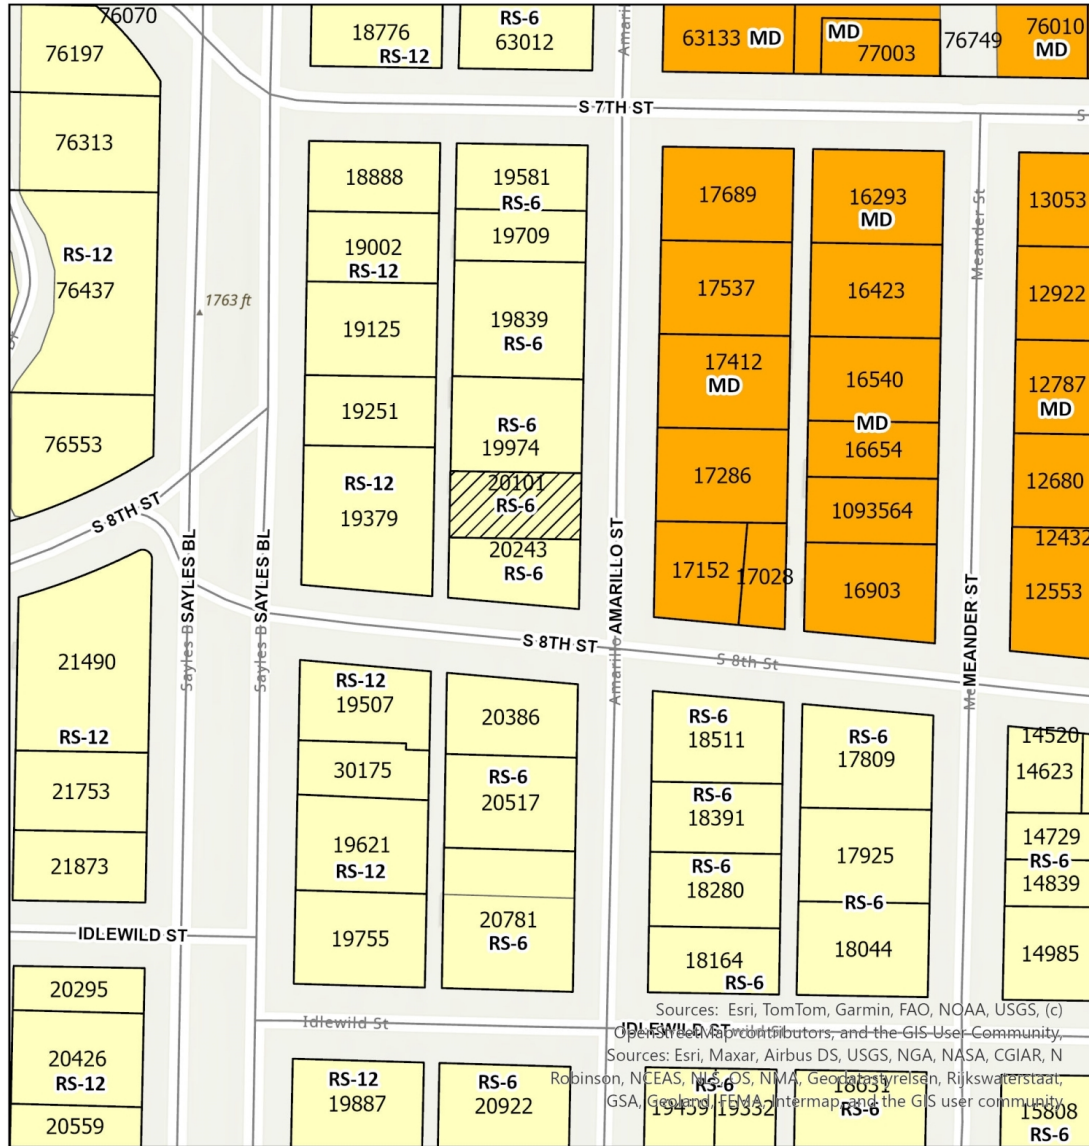 76070
76197
18776
RS-12
RS-6
63012
Amaril
63133 MD
MD
77003
76749
76010
MD
S 7TH ST
S
76313
RS-12
76437
76553
1763 ft
18888
19002
RS-12
19125
19251
RS-12
19379
19581
RS-6
19709
19839
RS-6
RS-6
19974
20101
RS-6
20243
RS-6
17689
17537
17412
MD
17286
17152
17028
16293
MD
16423
16540
MD
16654
1093564
16903
Meander St
13053
12922
12787
MD
12680
12432
12553
S 8TH ST
SAYLES BL
SAYLES BL
Sayles B
Sayles B
AMARILLO ST
Amarillo
MEANDER ST
Me
S 8TH ST
S 8th St
21490
RS-12
21753
21873
RS-12
19507
30175
19621
RS-12
19755
20386
RS-6
20517
20781
RS-6
RS-6
18511
RS-6
18391
RS-6
18280
18164
RS-6
RS-6
17809
17925
RS-6
18044
14520
14623
14729
RS-6
14839
14985
IDLEWILD ST
Idlewild St
IDLEWILD ST
20295
20426
RS-12
20559
RS-12
19887
RS-6
20922
RS-6
19459
19332
18651
RS-6
15808
RS-6
Sources: Esri, TomTom, Garmin, FAO, NOAA, USGS, (c)
OpenStreetMap contributors, and the GIS User Community,
Sources: Esri, Maxar, Airbus DS, USGS, NGA, NASA, CGIAR, N
Robinson, NCEAS, NLS, OS, NMA, Geodatastyrelsen, Rijkswaterstaat,
GSA, Geoland, FEMA, Intermap, and the GIS user community,